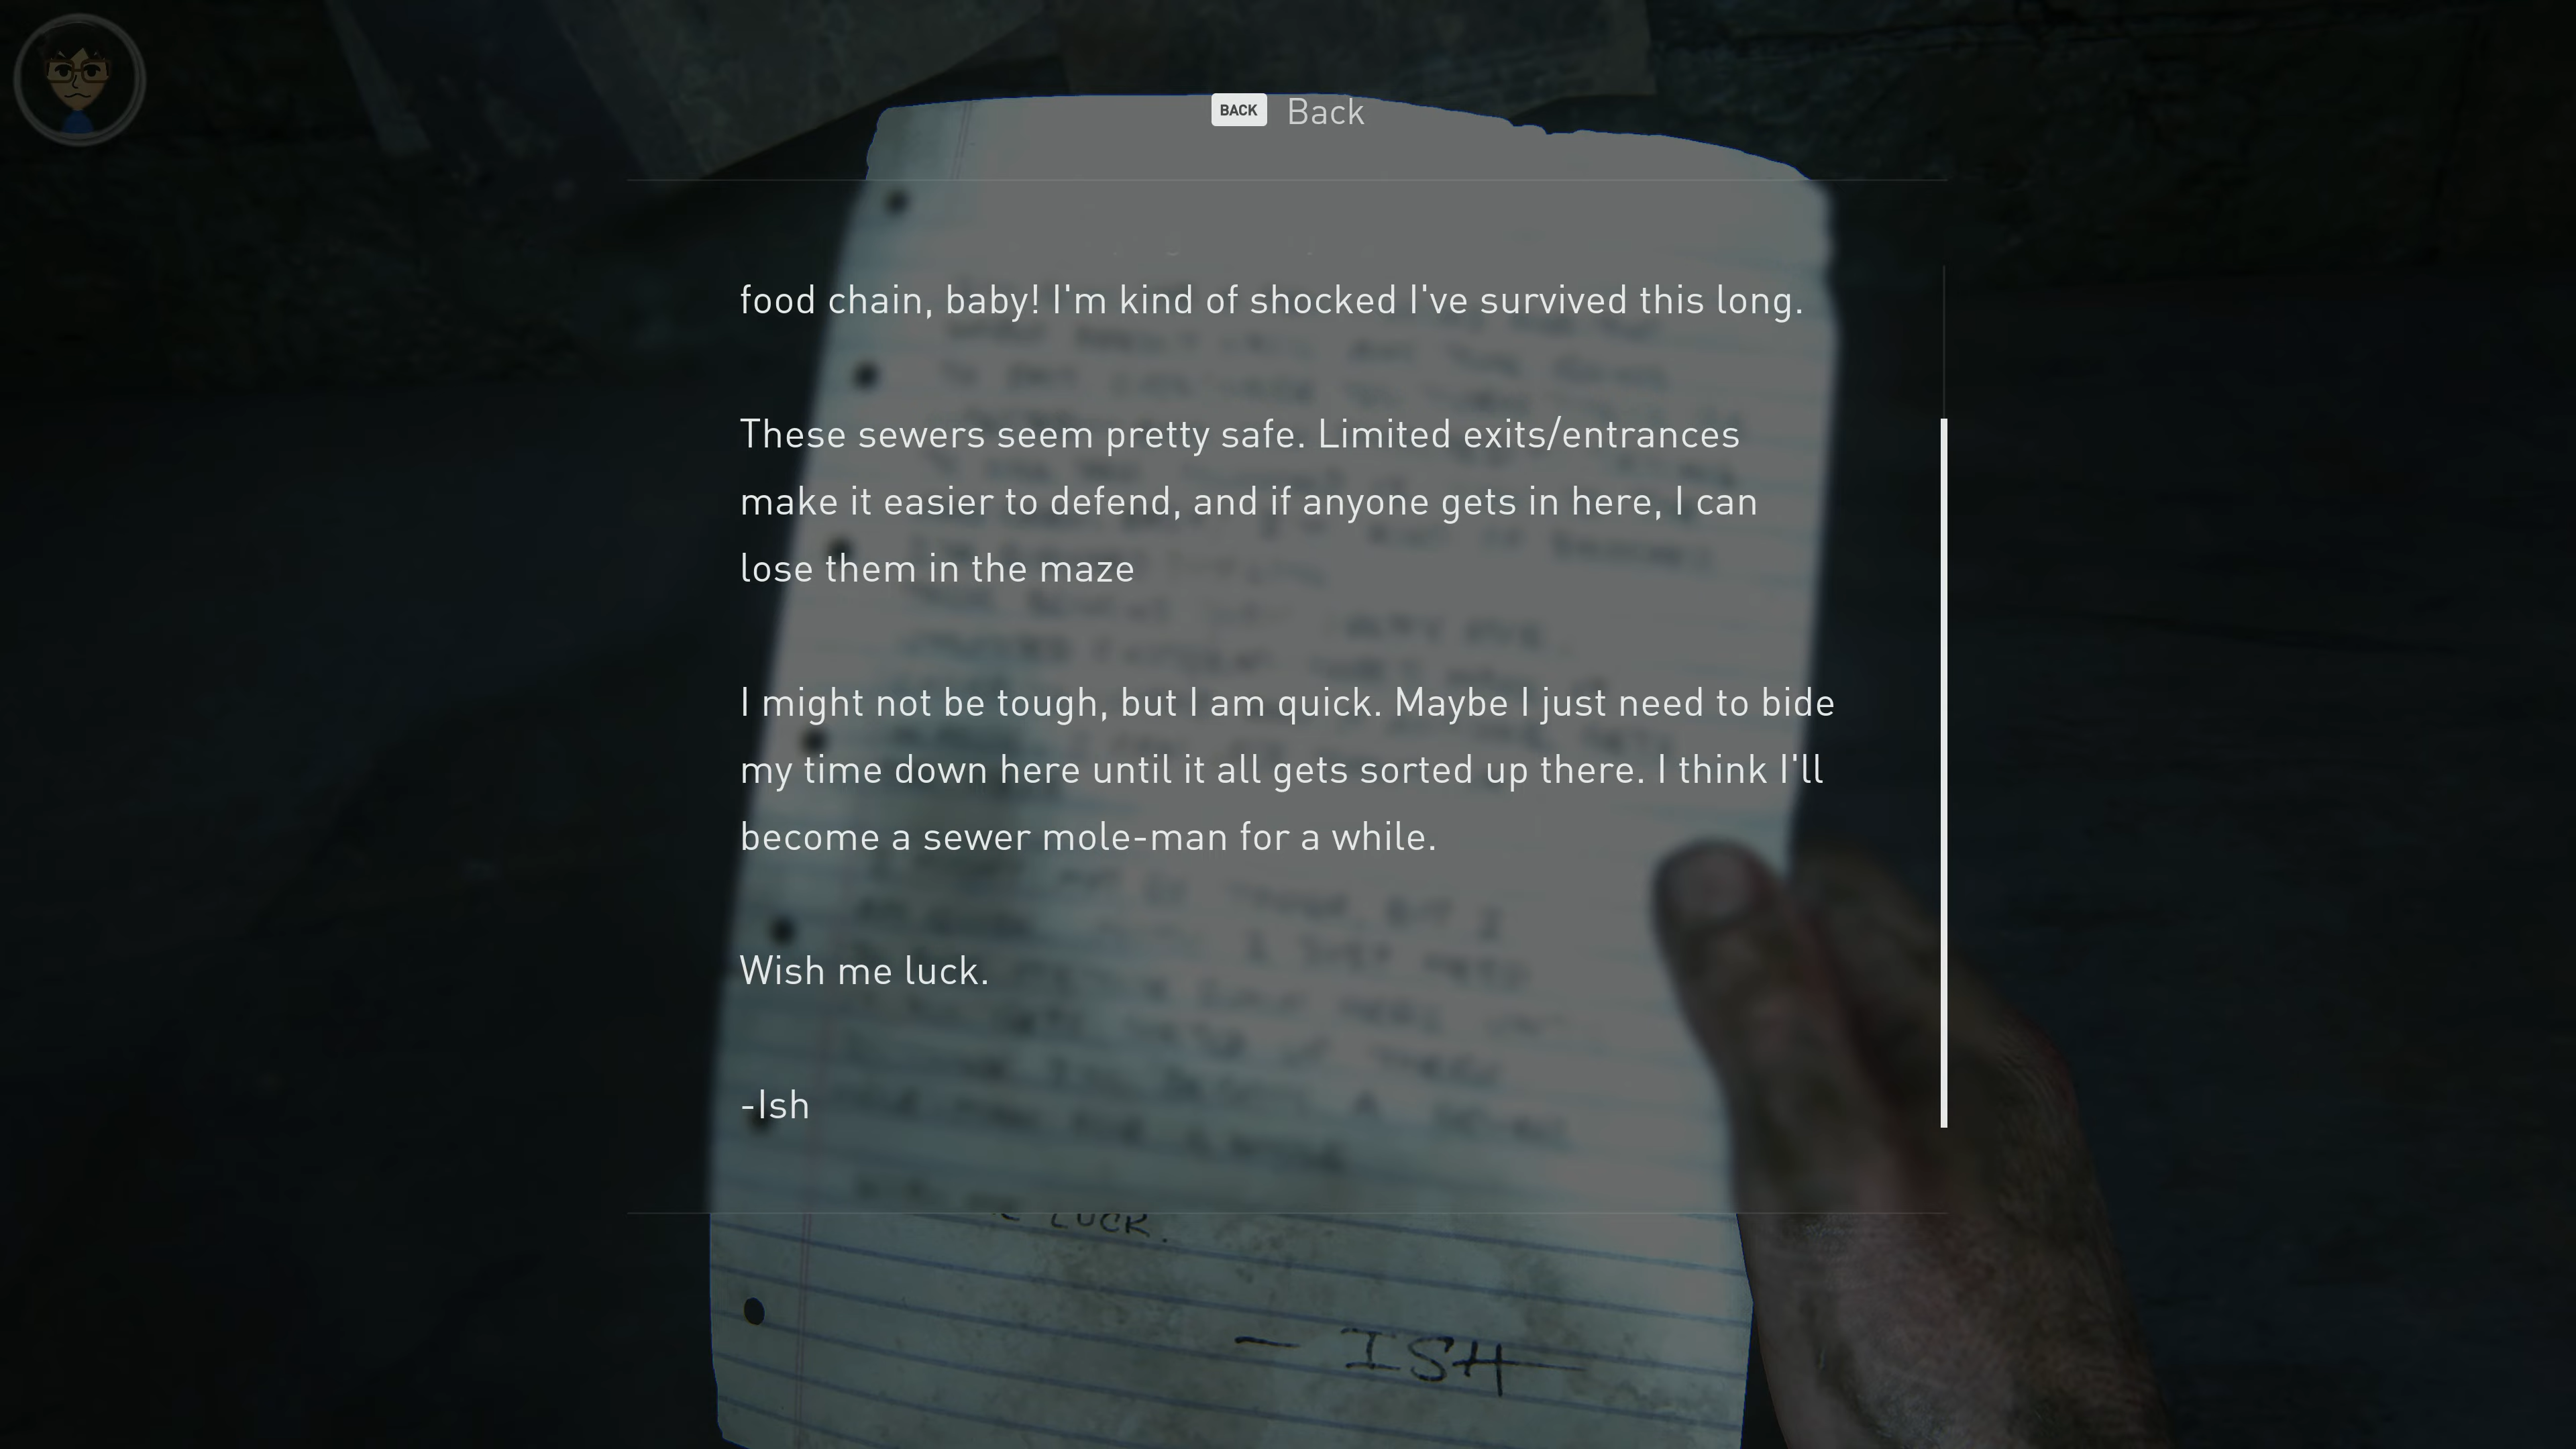 BACK Back
food chain, baby! I'm kind of shocked I've survived this long.
These sewers seem pretty safe. Limited exits/entrances
make it easier to defend, and if anyone gets in here, I can
lose them in the maze
I might not be tough, but I am quick. Maybe I just need to bide
my time down here until it all gets sorted up there. I think I'll
become a sewer mole-man for a while.
Wish me luck.
-Ish
LUCK.
— ISH